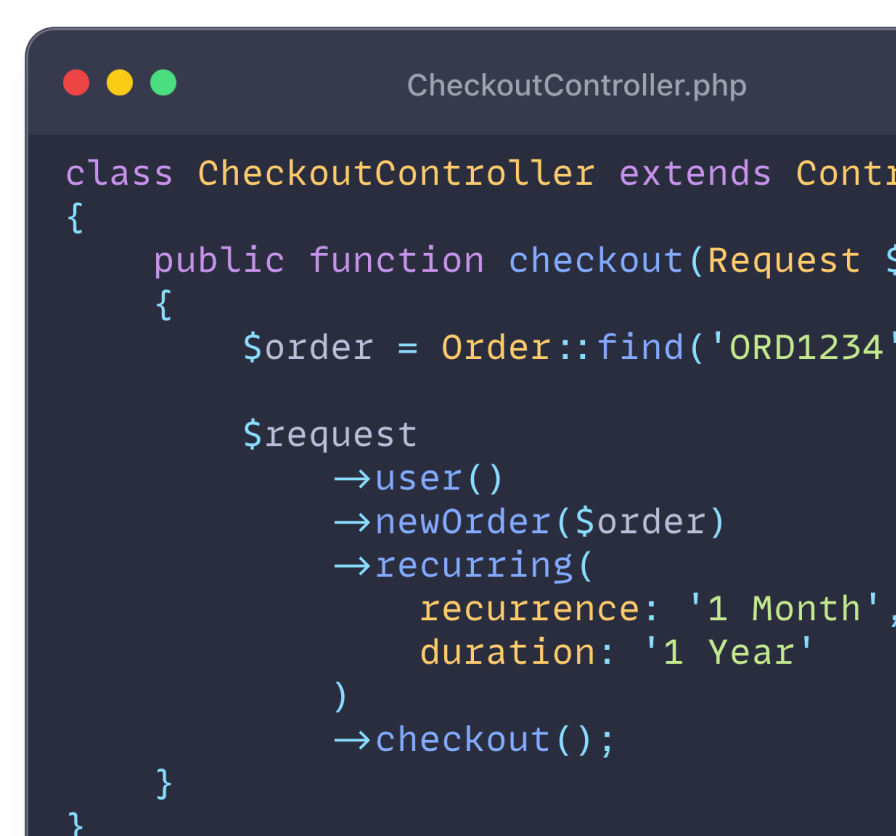 CheckoutController.php
class CheckoutController extends Contr
{
    public function checkout(Request $
    {
        $order = Order::find('ORD1234'

        $request
            ->user()
            ->newOrder($order)
            ->recurring(
                recurrence: '1 Month',
                duration: '1 Year'
            )
            ->checkout();
    }
}